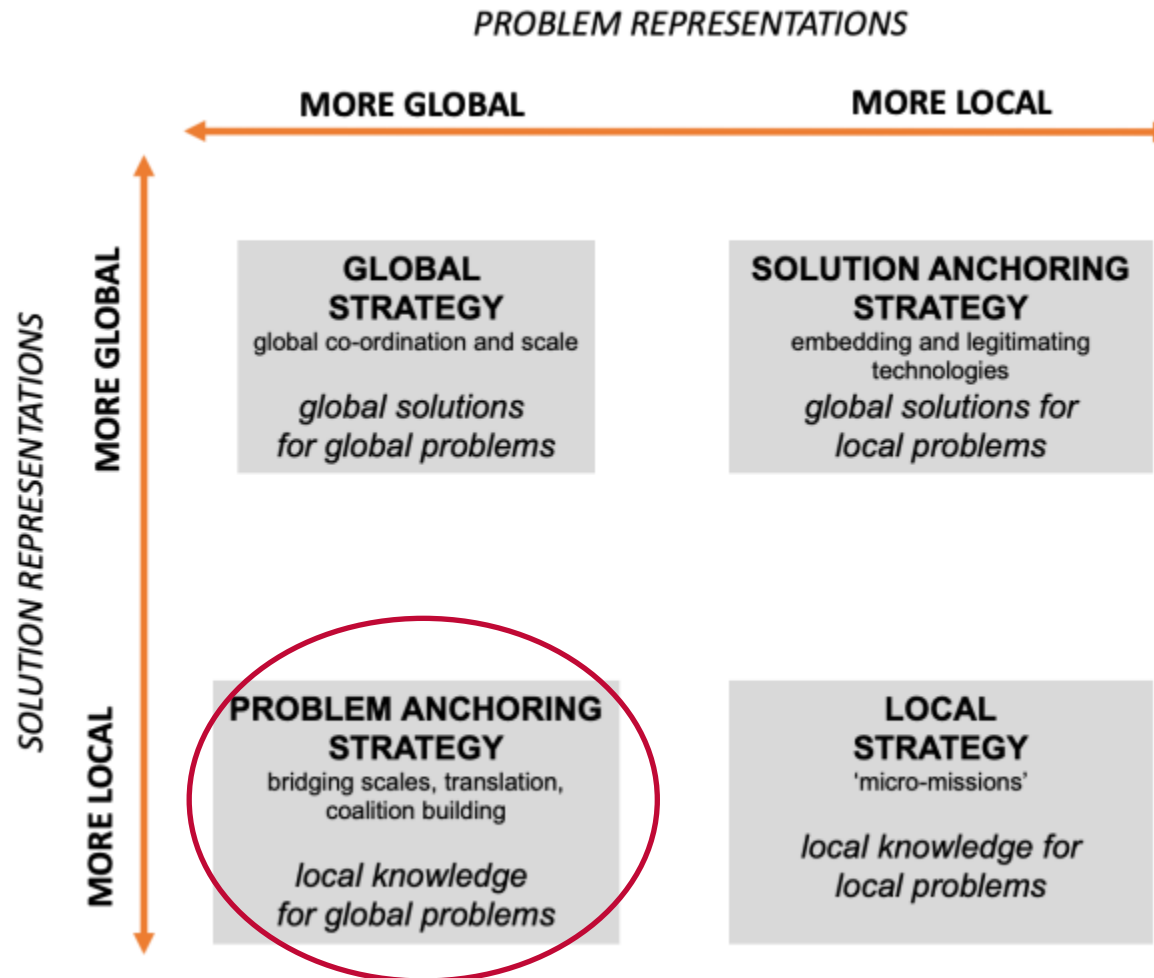 PROBLEM REPRESENTATIONS
MORE GLOBAL
MORE LOCAL
SOLUTION REPRESENTATIONS
MORE GLOBAL
GLOBAL
STRATEGY
global co-ordination and scale
global solutions
for global problems
SOLUTION ANCHORING
STRATEGY
embedding and legitimating
technologies
global solutions for
local problems
MORE LOCAL
PROBLEM ANCHORING
STRATEGY
bridging scales, translation,
coalition building
local knowledge
for global problems
LOCAL
STRATEGY
‘micro-missions’
local knowledge for
local problems